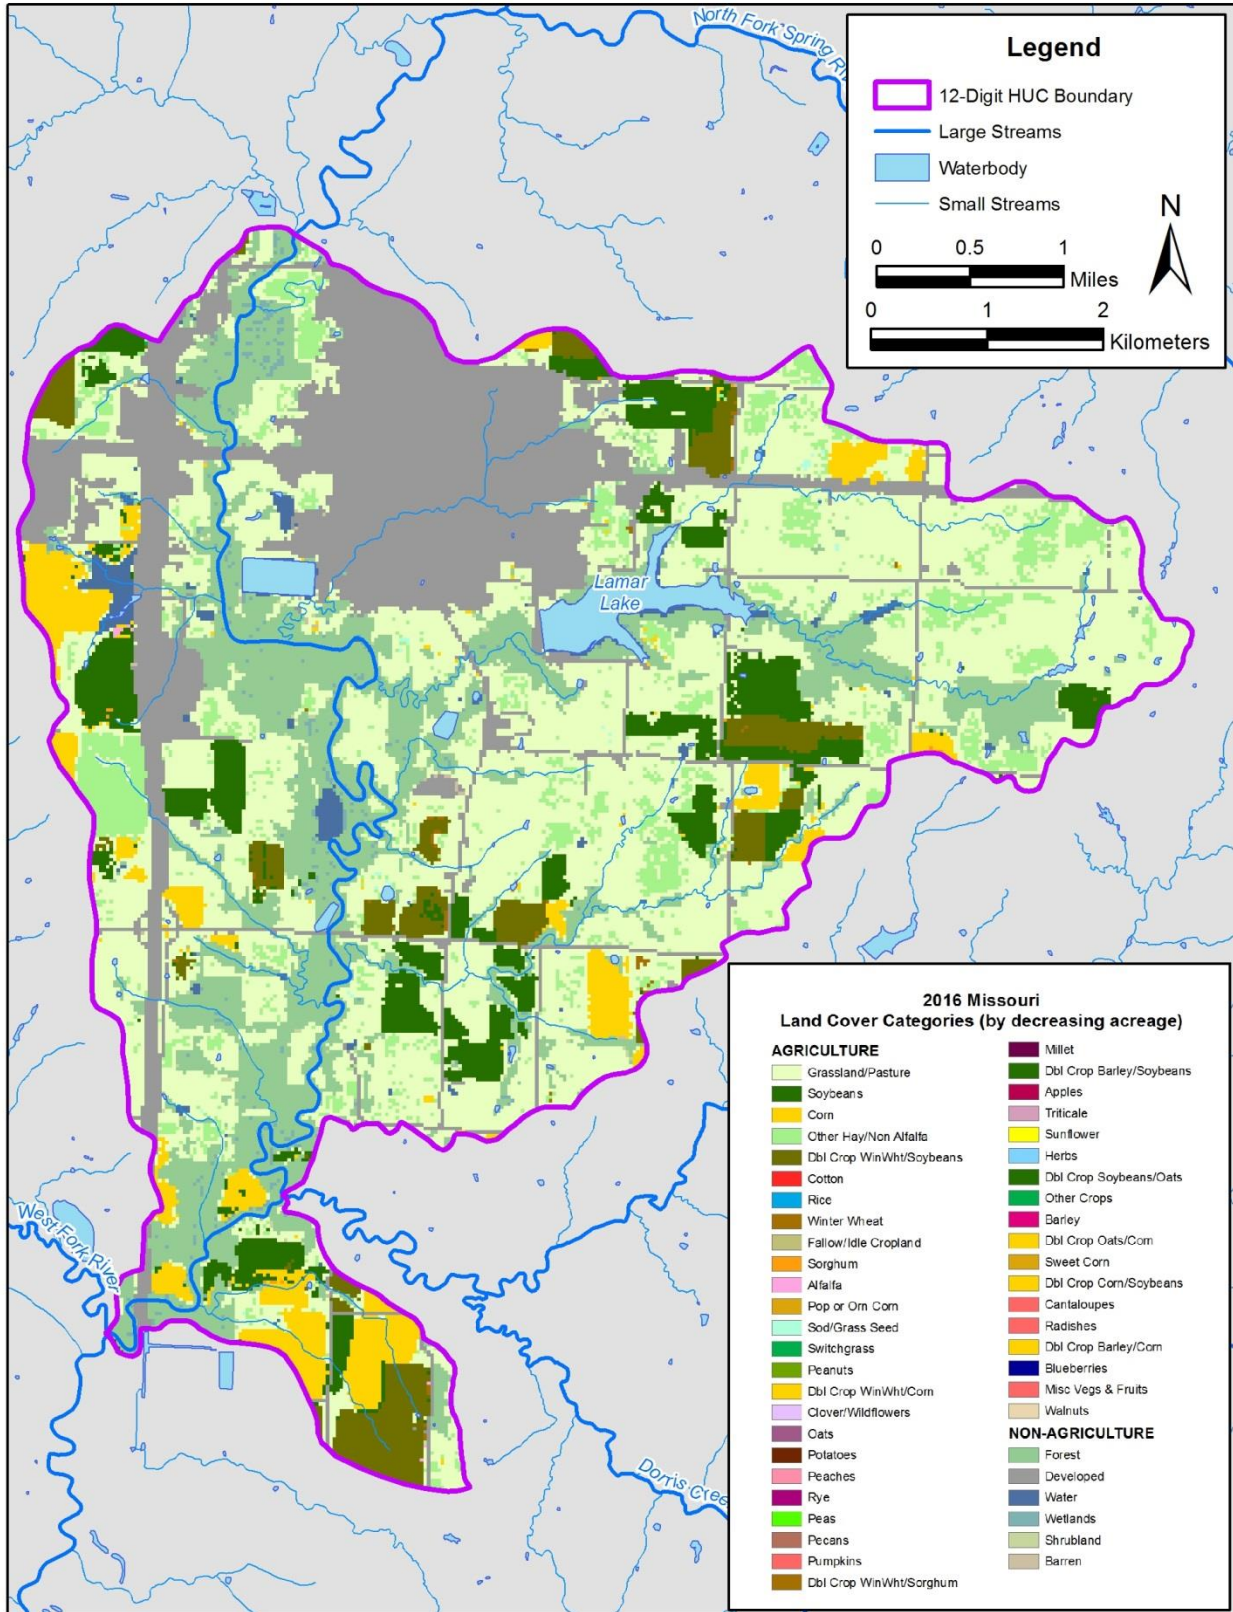 North Fork Spring Riv
Legend
12-Digit HUC Boundary
Large Streams
Waterbody
Small Streams
N
0 0.5 1
Miles
0 1 2
Kilometers
Lamar
Lake
West Fork River
Dorris Cree
2016 Missouri
Land Cover Categories (by decreasing acreage)
AGRICULTURE
Grassland/Pasture
Soybeans
Corn
Other Hay/Non Alfalfa
Dbl Crop WinWht/Soybeans
Cotton
Rice
Winter Wheat
Fallow/Idle Cropland
Sorghum
Alfalfa
Pop or Orn Corn
Sod/Grass Seed
Switchgrass
Peanuts
Dbl Crop WinWht/Corn
Clover/Wildflowers
Oats
Potatoes
Peaches
Rye
Peas
Pecans
Pumpkins
Dbl Crop WinWht/Sorghum
Millet
Dbl Crop Barley/Soybeans
Apples
Triticale
Sunflower
Herbs
Dbl Crop Soybeans/Oats
Other Crops
Barley
Dbl Crop Oats/Corn
Sweet Corn
Dbl Crop Corn/Soybeans
Cantaloupes
Radishes
Dbl Crop Barley/Corn
Blueberries
Misc Vegs & Fruits
Walnuts
NON-AGRICULTURE
Forest
Developed
Water
Wetlands
Shrubland
Barren